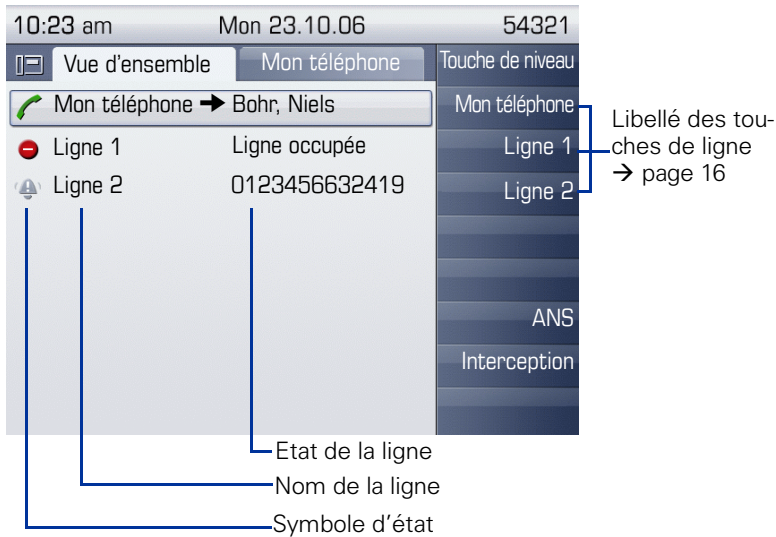 10:23 am Mon 23.10.06 54321
Vue d'ensemble Mon téléphone Touche de niveau
Mon téléphone ➔ Bohr, Niels Mon téléphone
Ligne 1 Ligne occupée Ligne 1
Ligne 2 0123456632419 Ligne 2
ANS
Interception
Libellé des tou-
ches de ligne
→ page 16
Etat de la ligne
Nom de la ligne
Symbole d'état